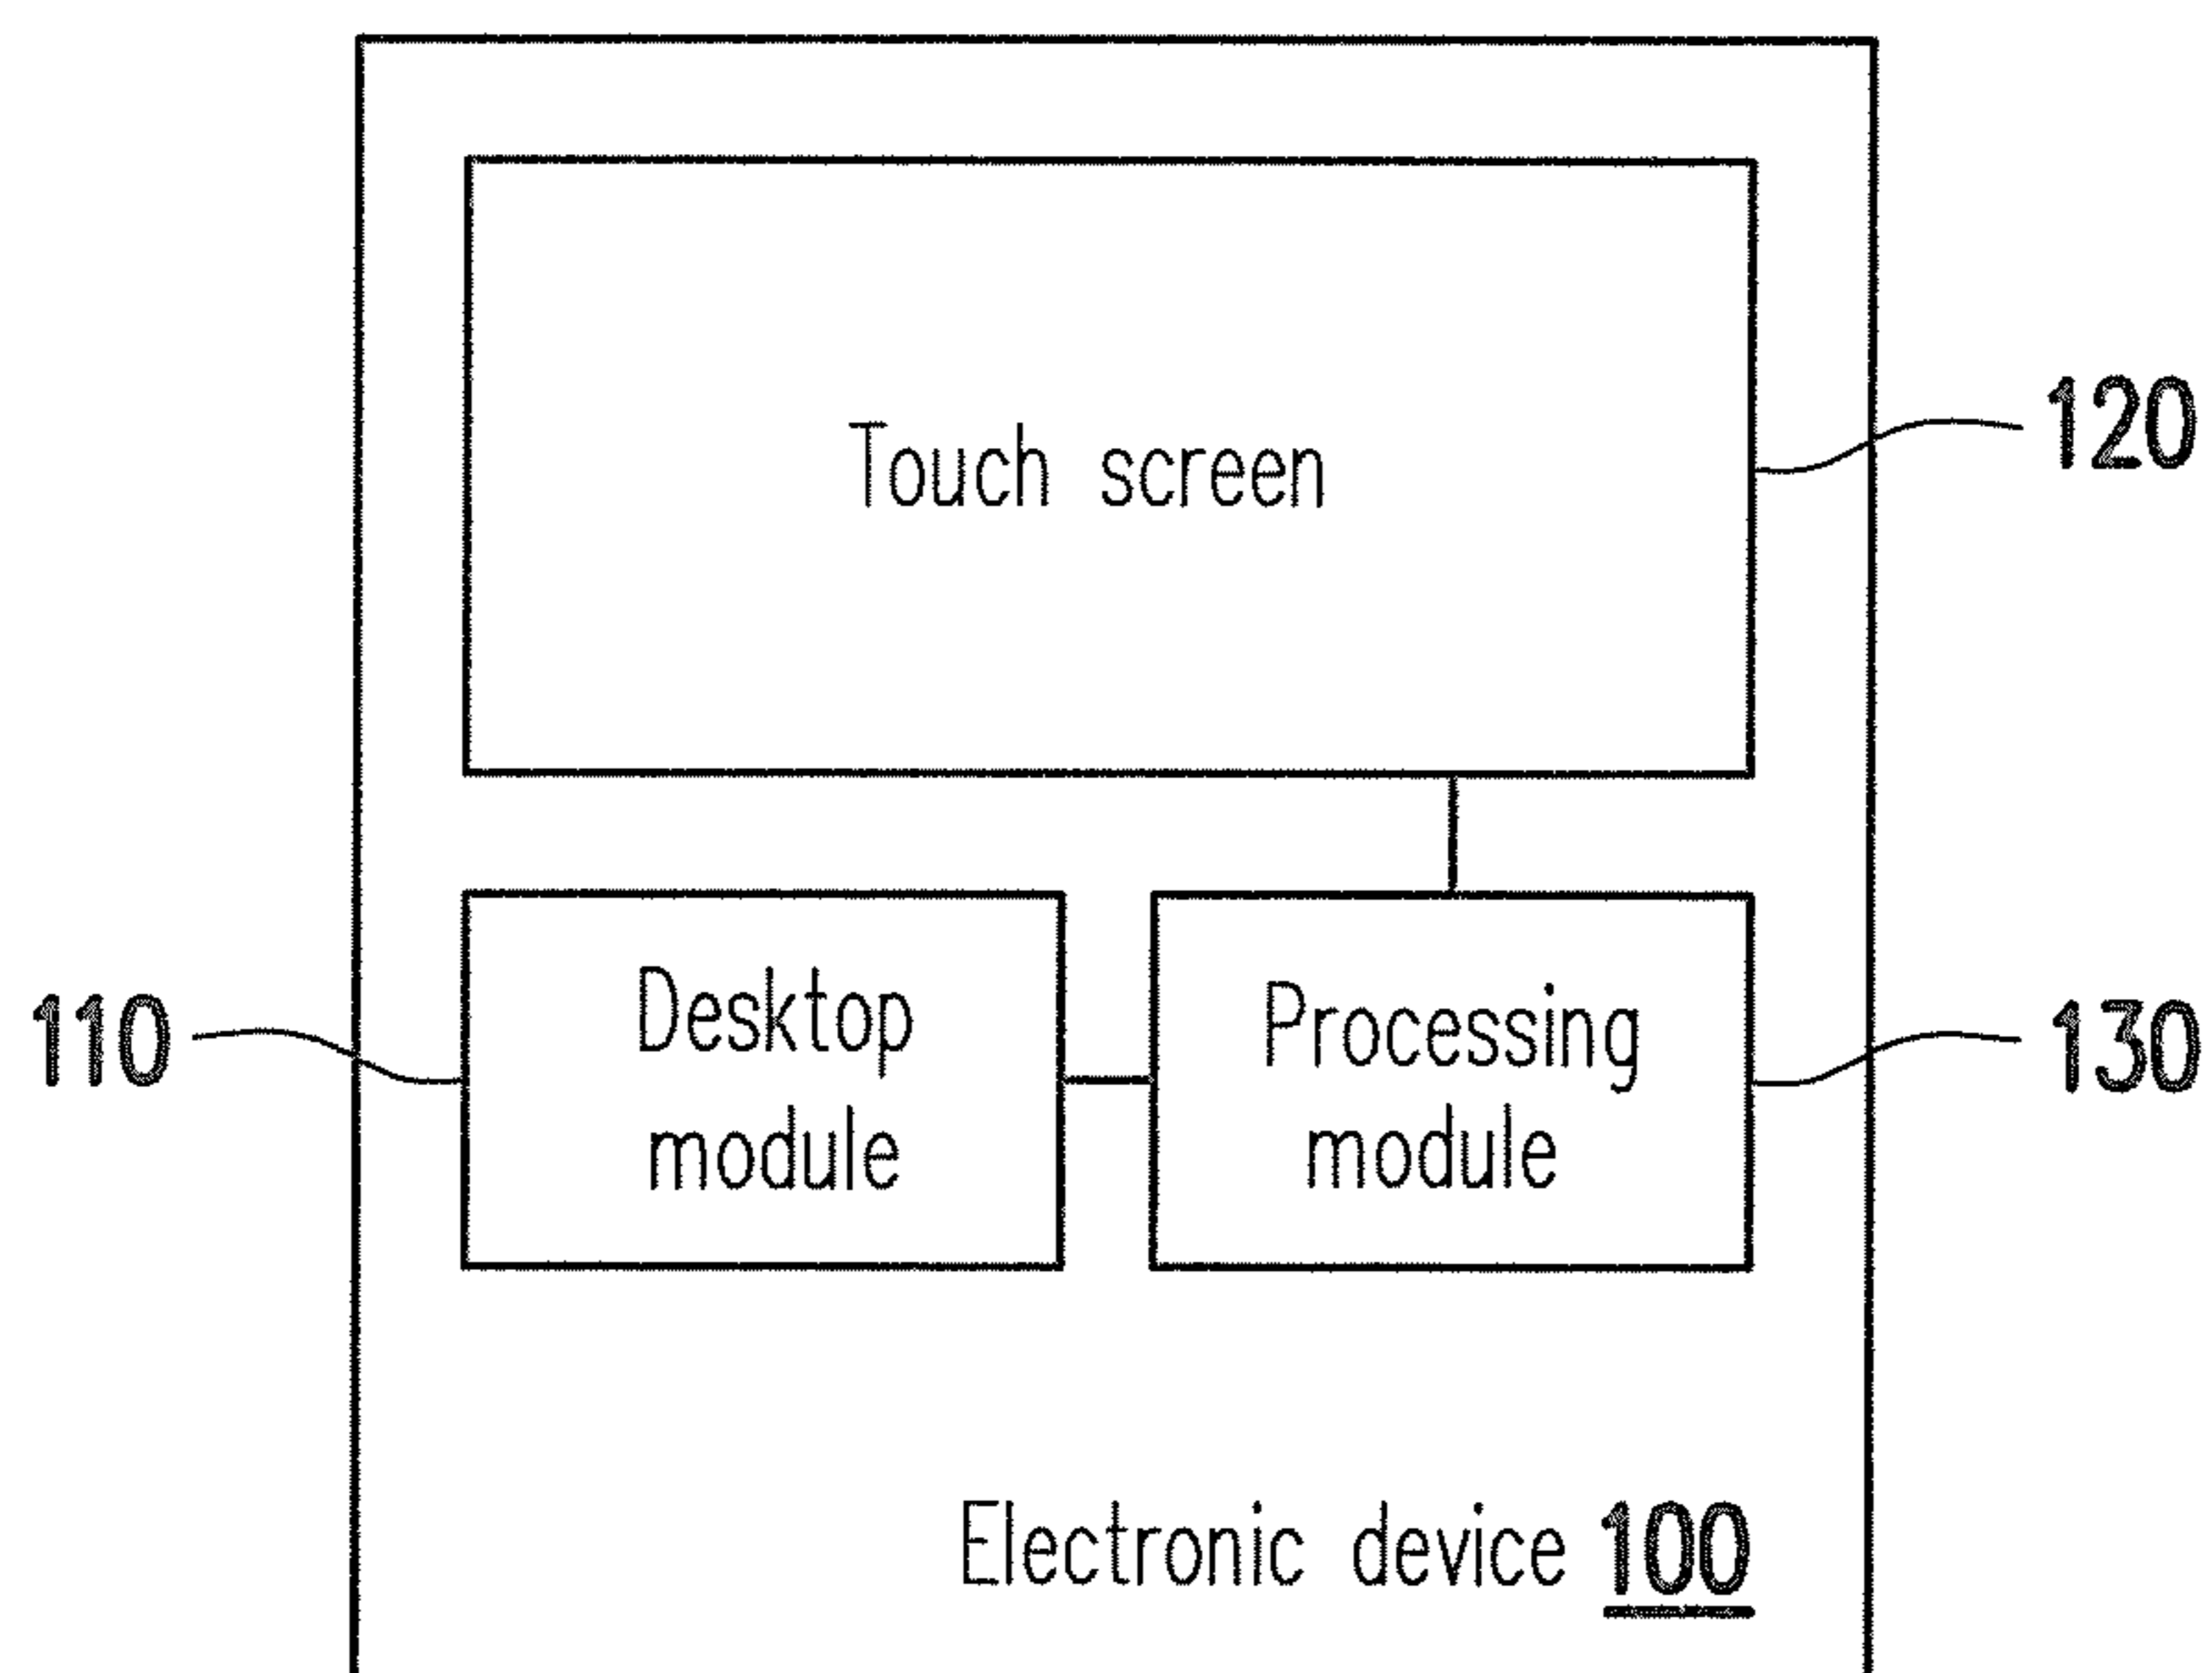 Touch screen
120
110
Desktop
module
Processing
module
130
Electronic device 100